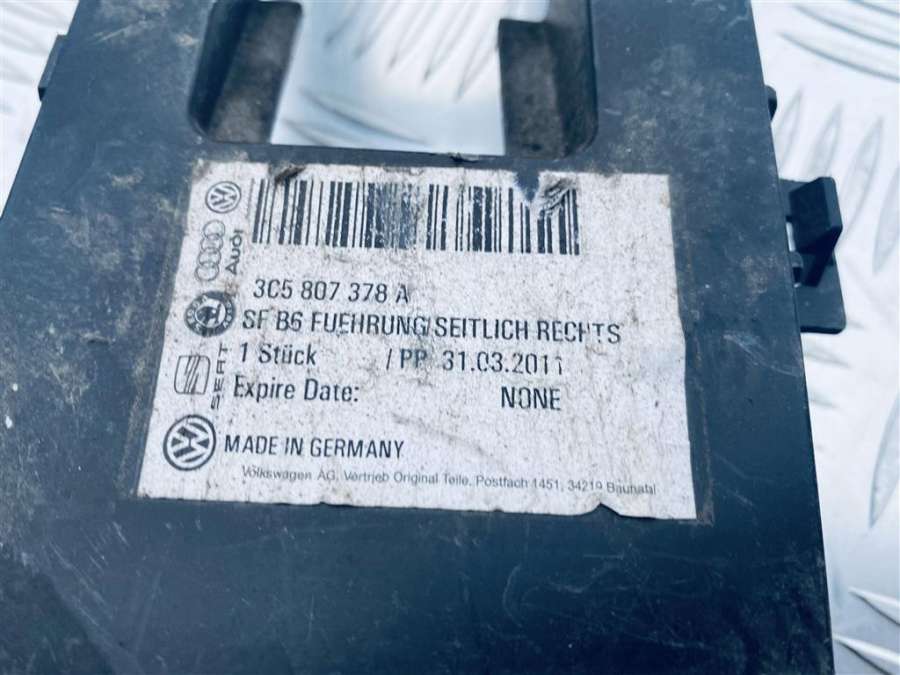 Audi
3C5 807 378 A
SF B6 FUEHRUNG/SEITLICH RECHTS
1 Stück /PR 31.03.2011
SEAT
Expire Date: NONE
MADE IN GERMANY
Volkswagen AG, Vertrieb Original Teile, Postfach 1451, 34219 Baunatal